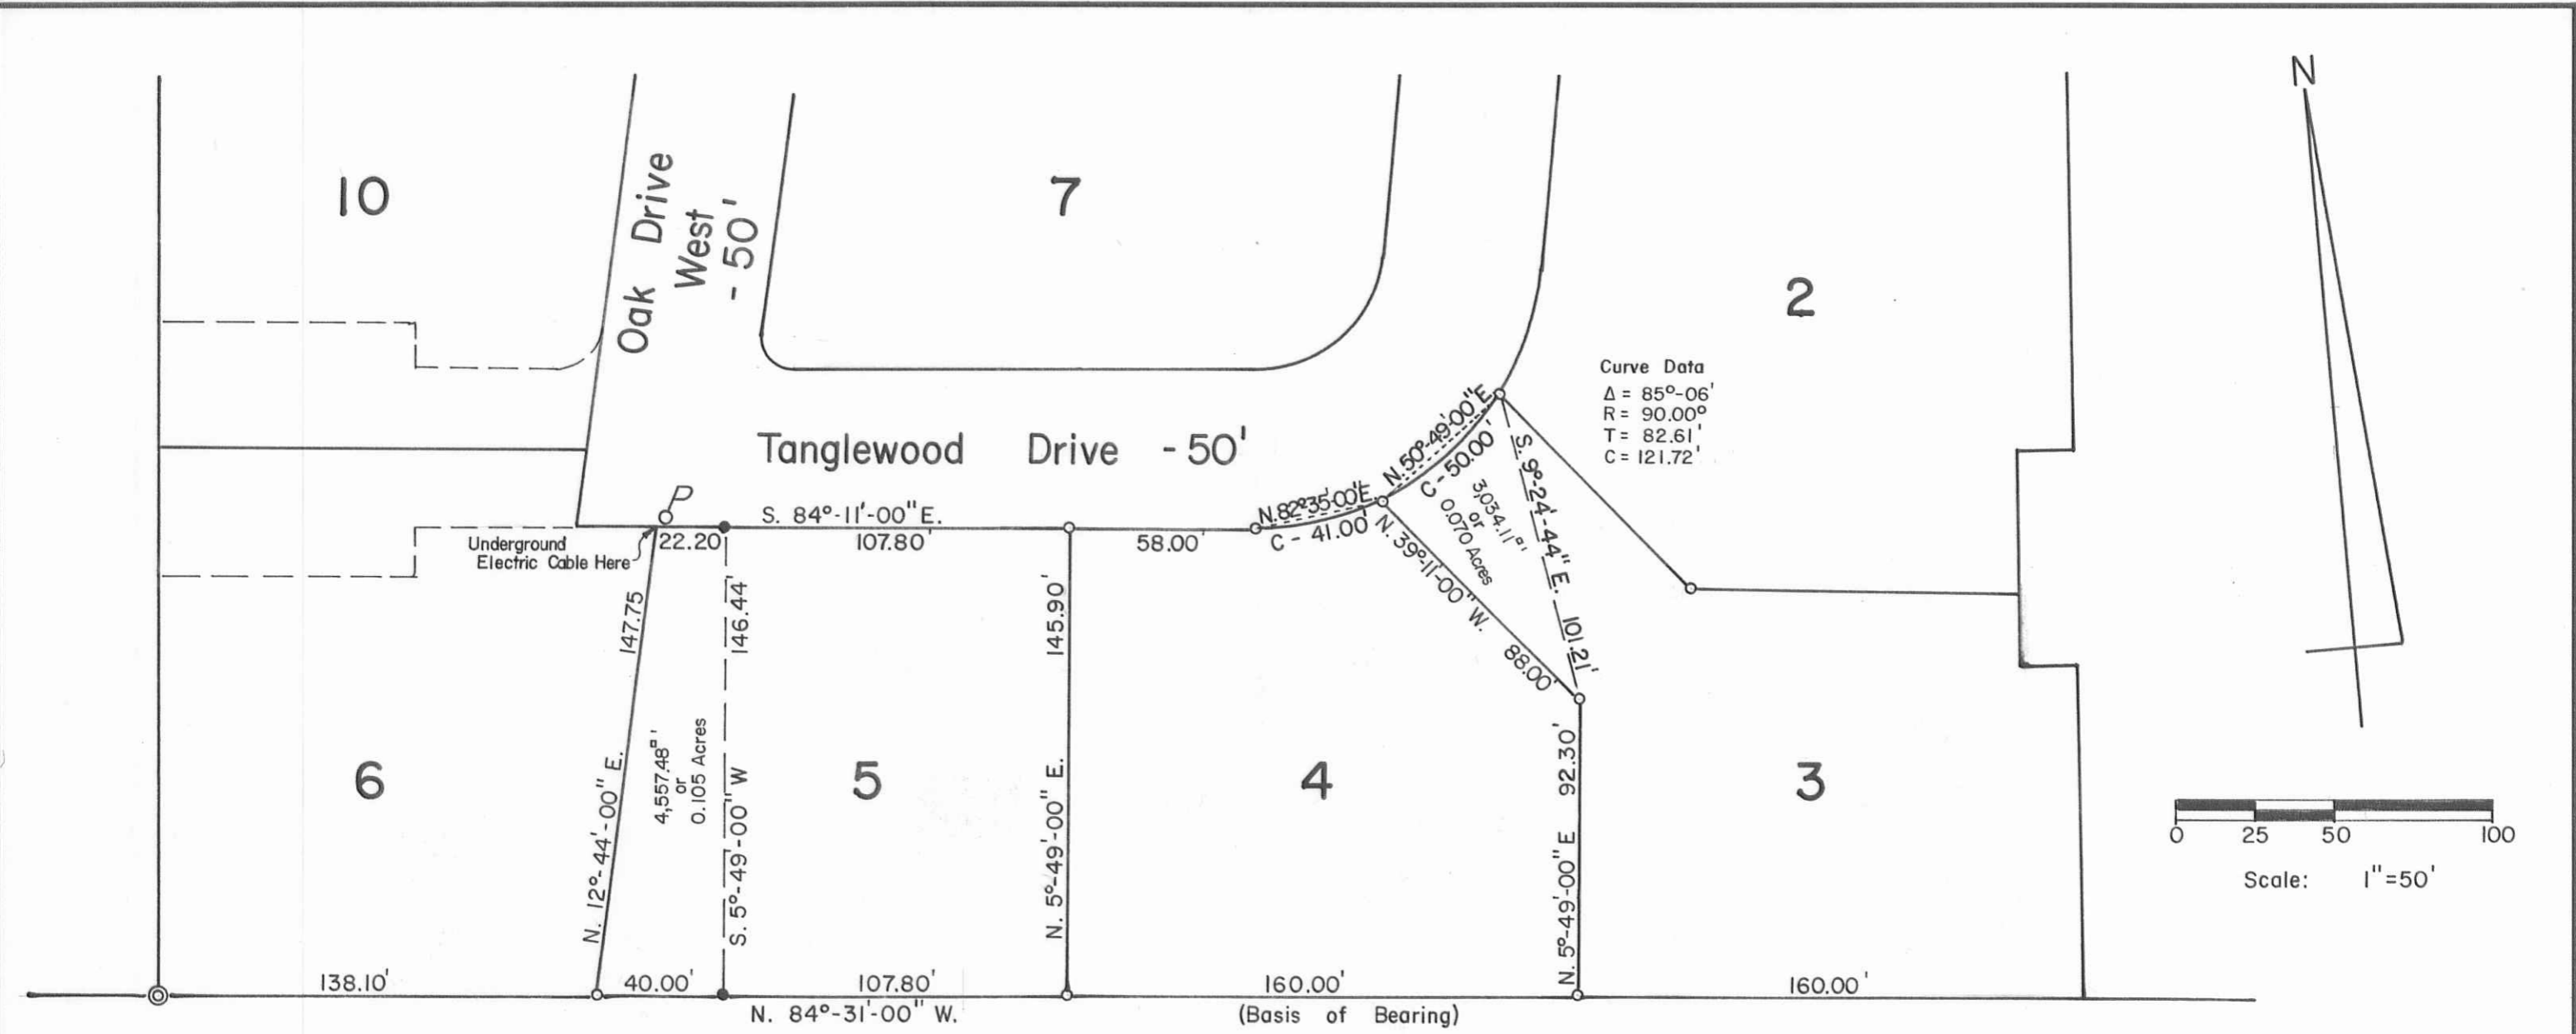 N
10
7
2
Oak Drive
West
- 50'
Curve Data
Δ = 85°-06'
R = 90.00°
T = 82.61'
C = 121.72'
Tanglewood Drive - 50'
P
S. 84°-11'-00" E.
22.20'
107.80'
58.00'
Underground
Electric Cable Here
N. 82°35'-00" E.
C - 41.00'
N. 50°-49'-00" E.
C - 50.00'
3,034.11□'
or
0.070 Acres
S. 9°-24'-44" E. 101.21'
N. 39°-11'-00" W. 88.00'
N. 12°-44'-00" E. 147.75
4,557.48□'
or
0.105 Acres
S. 5°-49'-00" W 146.44'
N. 5°-49'-00" E. 145.90'
N. 5°-49'-00" E 92.30'
6
5
4
3
0 25 50 100
Scale: 1"=50'
138.10'
40.00'
107.80'
160.00'
160.00'
N. 84°-31'-00" W.
(Basis of Bearing)